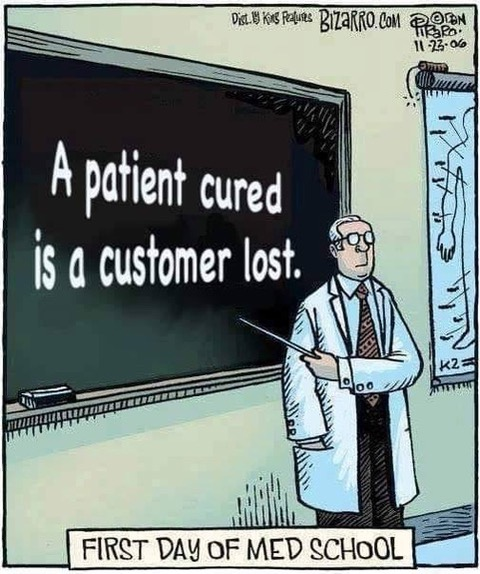 Dist. by King Features BIZARRO.COM
11-23-06
A patient cured
is a customer lost.
K2
FIRST DAY OF MED SCHOOL